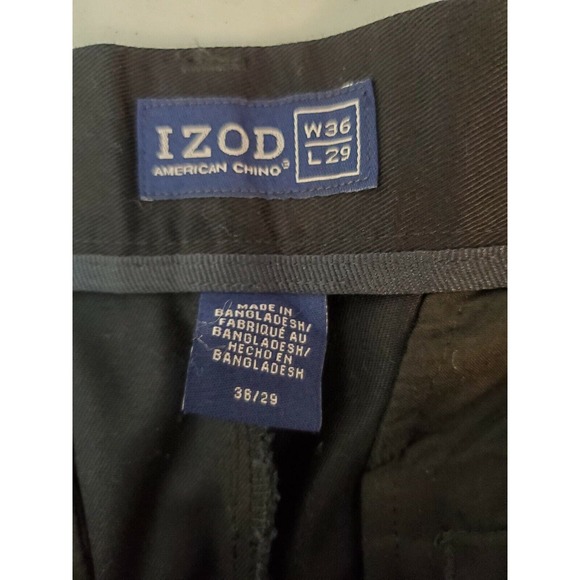 IZOD
AMERICAN CHINO®
W36
L29
MADE IN
BANGLADESH/
FABRIQUÉ AU
BANGLADESH/
HECHO EN
BANGLADESH
36/29